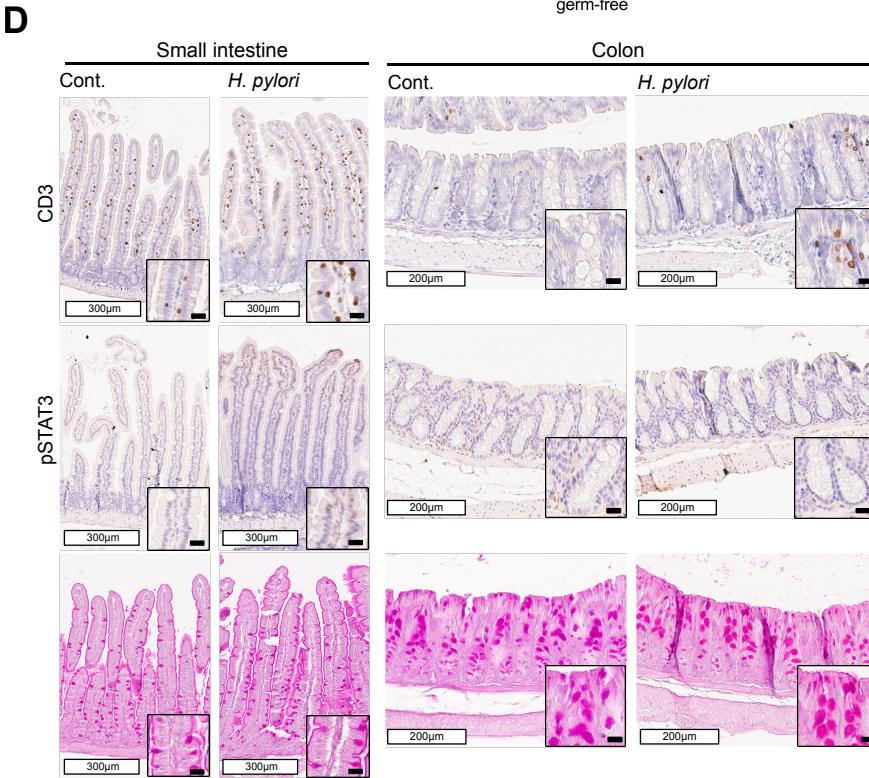 germ-free
D
Small intestine
Colon
Cont.
H. pylori
Cont.
H. pylori
CD3
300µm
300µm
200µm
200µm
pSTAT3
300µm
300µm
200µm
200µm
300µm
300µm
200µm
200µm